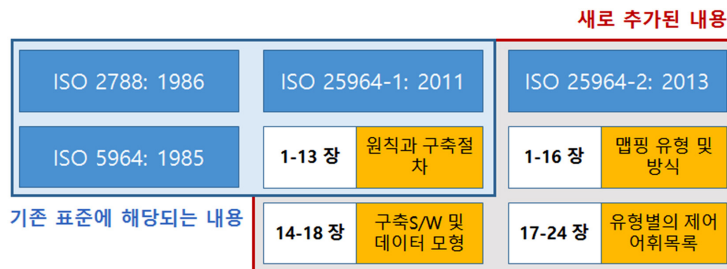 새로 추가된 내용
ISO 2788: 1986
ISO 25964-1: 2011
ISO 25964-2: 2013
ISO 5964: 1985
1-13 장
원칙과 구축절
차
1-16 장
맵핑 유형 및
방식
기존 표준에 해당되는 내용
14-18 장
구축S/W 및
데이터 모형
17-24 장
유형별의 제어
어휘목록